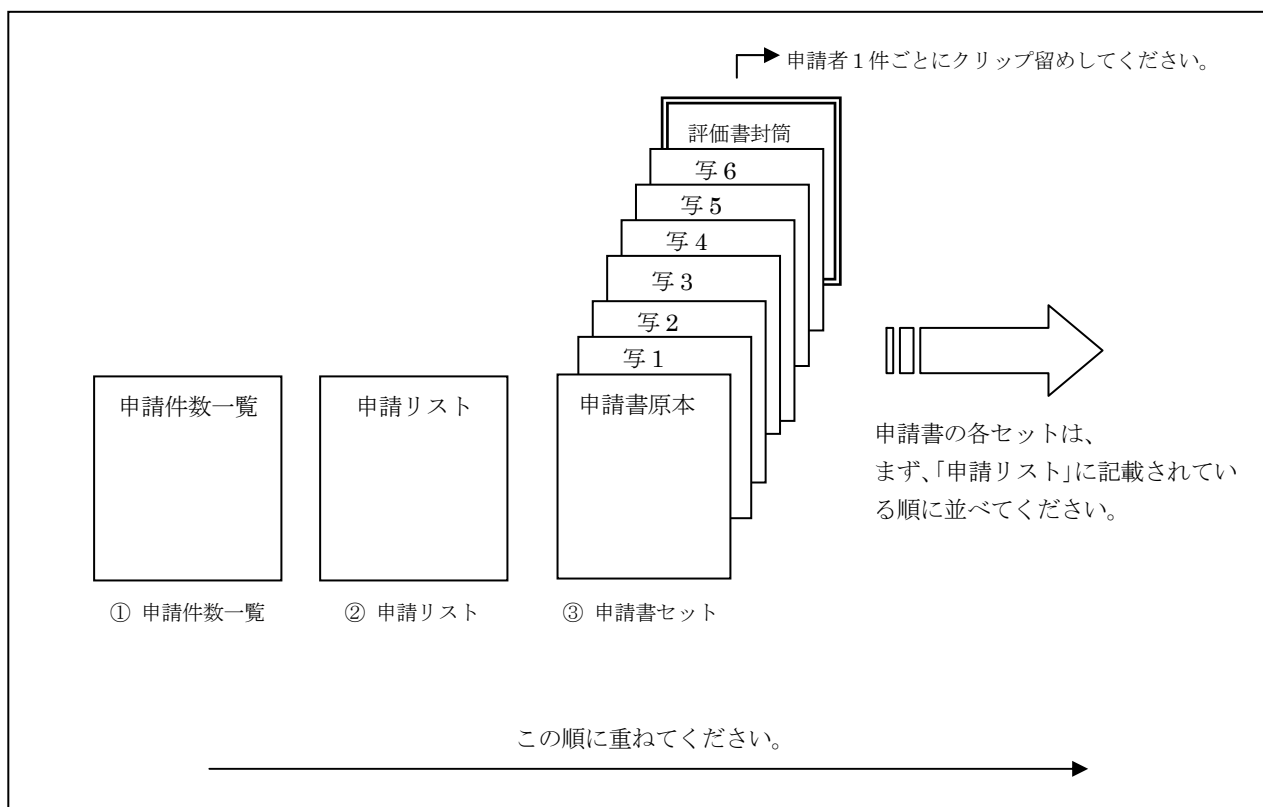 申請者１件ごとにクリップ留めしてください。
評価書封筒
写 6
写 5
写 4
写 3
写 2
写 1
申請件数一覧
申請リスト
申請書原本
申請書の各セットは、
まず、「申請リスト」に記載されてい
る順に並べてください。
① 申請件数一覧
② 申請リスト
③ 申請書セット
この順に重ねてください。